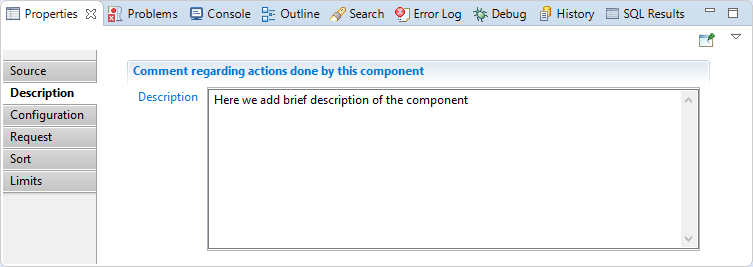 Properties Problems Console Outline Search Error Log Debug History SQL Results
Source
Description
Configuration
Request
Sort
Limits
Comment regarding actions done by this component
Description Here we add brief description of the component